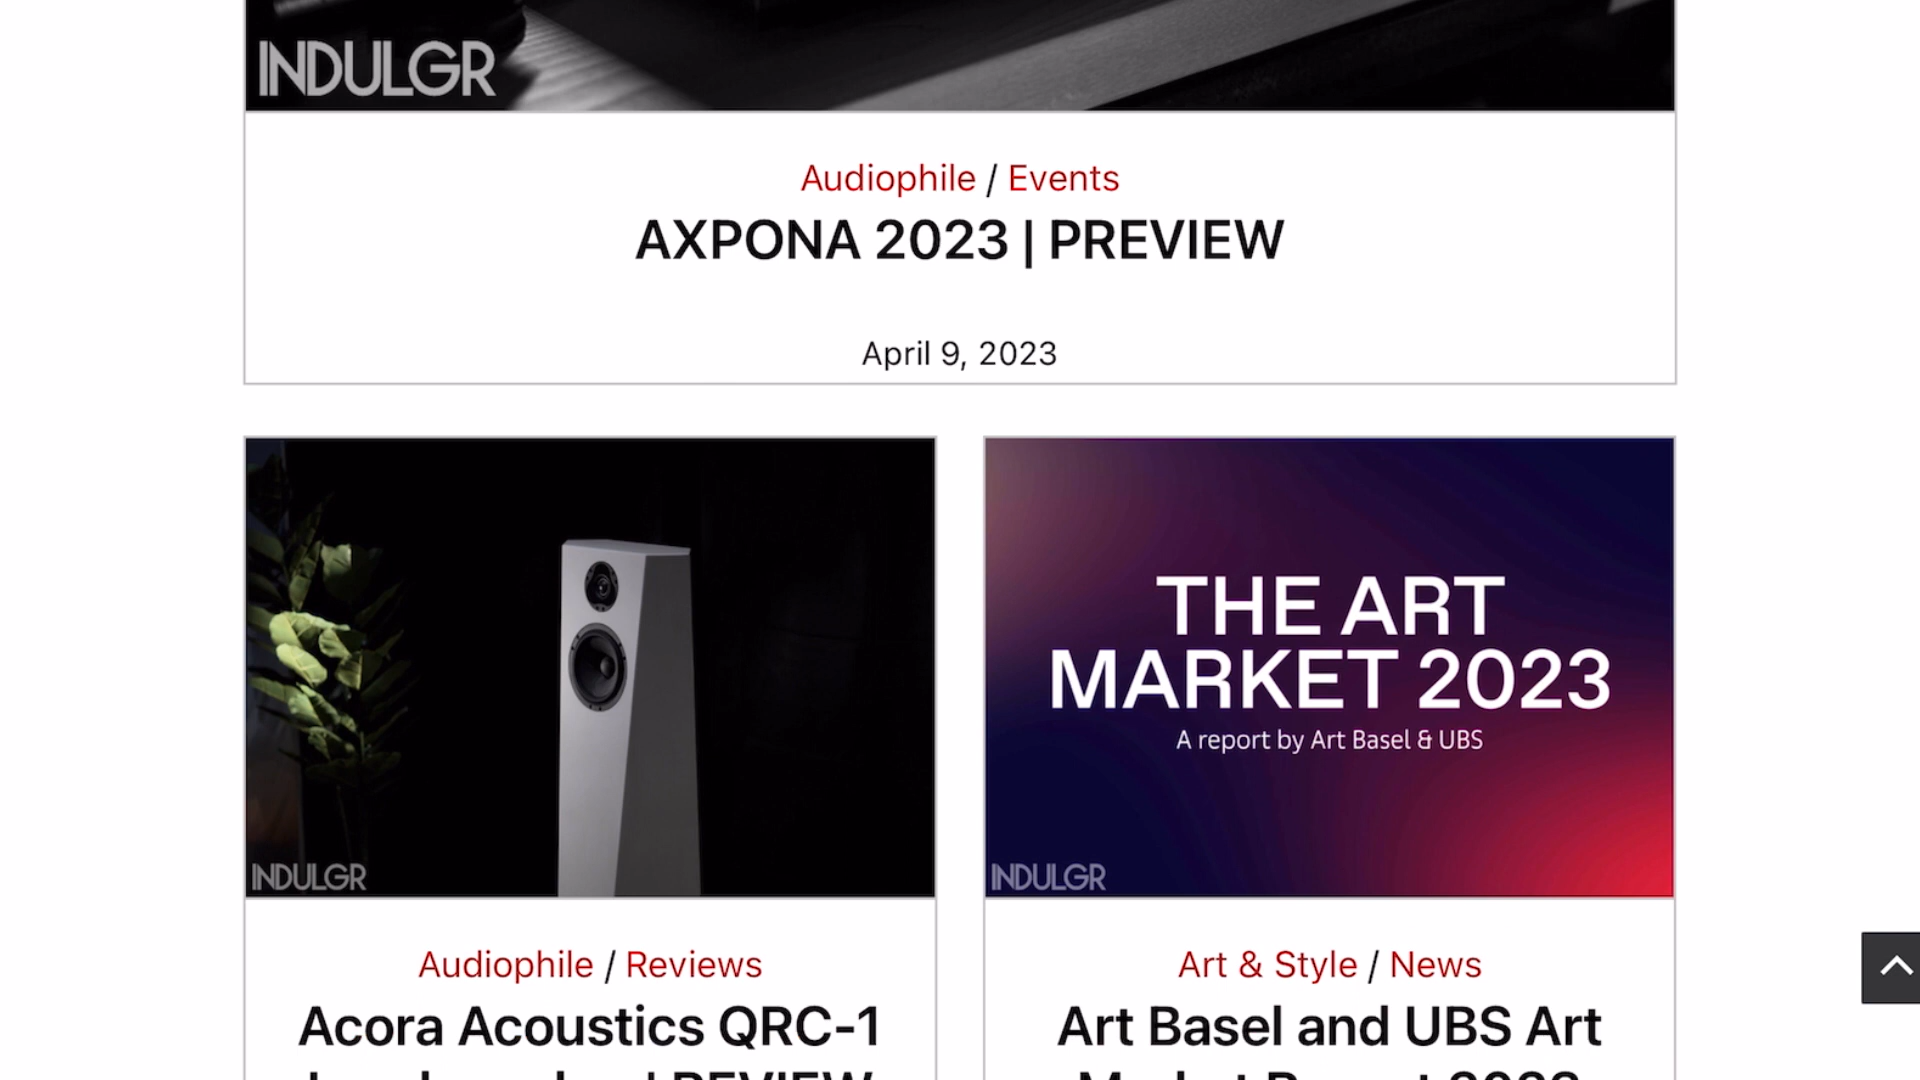 INDULGR
Audiophile / Events
AXPONA 2023 | PREVIEW
April 9, 2023
THE ART
MARKET 2023
A report by Art Basel & UBS
INDULGR
INDULGR
Audiophile / Reviews
Art & Style / News
Acora Acoustics QRC-1
Art Basel and UBS Art